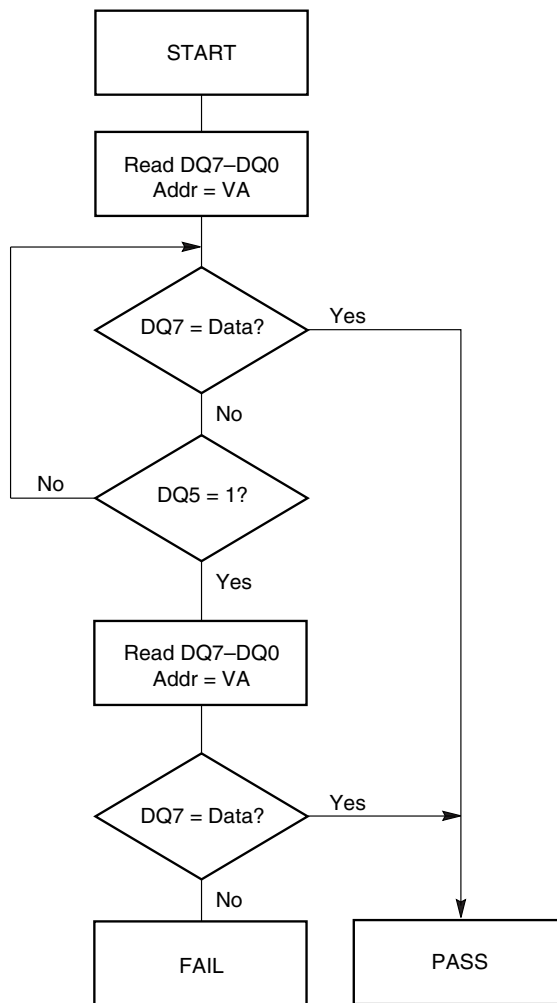 START
Read DQ7–DQ0
Addr = VA
DQ7 = Data?
Yes
No
No
DQ5 = 1?
Yes
Read DQ7–DQ0
Addr = VA
DQ7 = Data?
Yes
No
FAIL
PASS